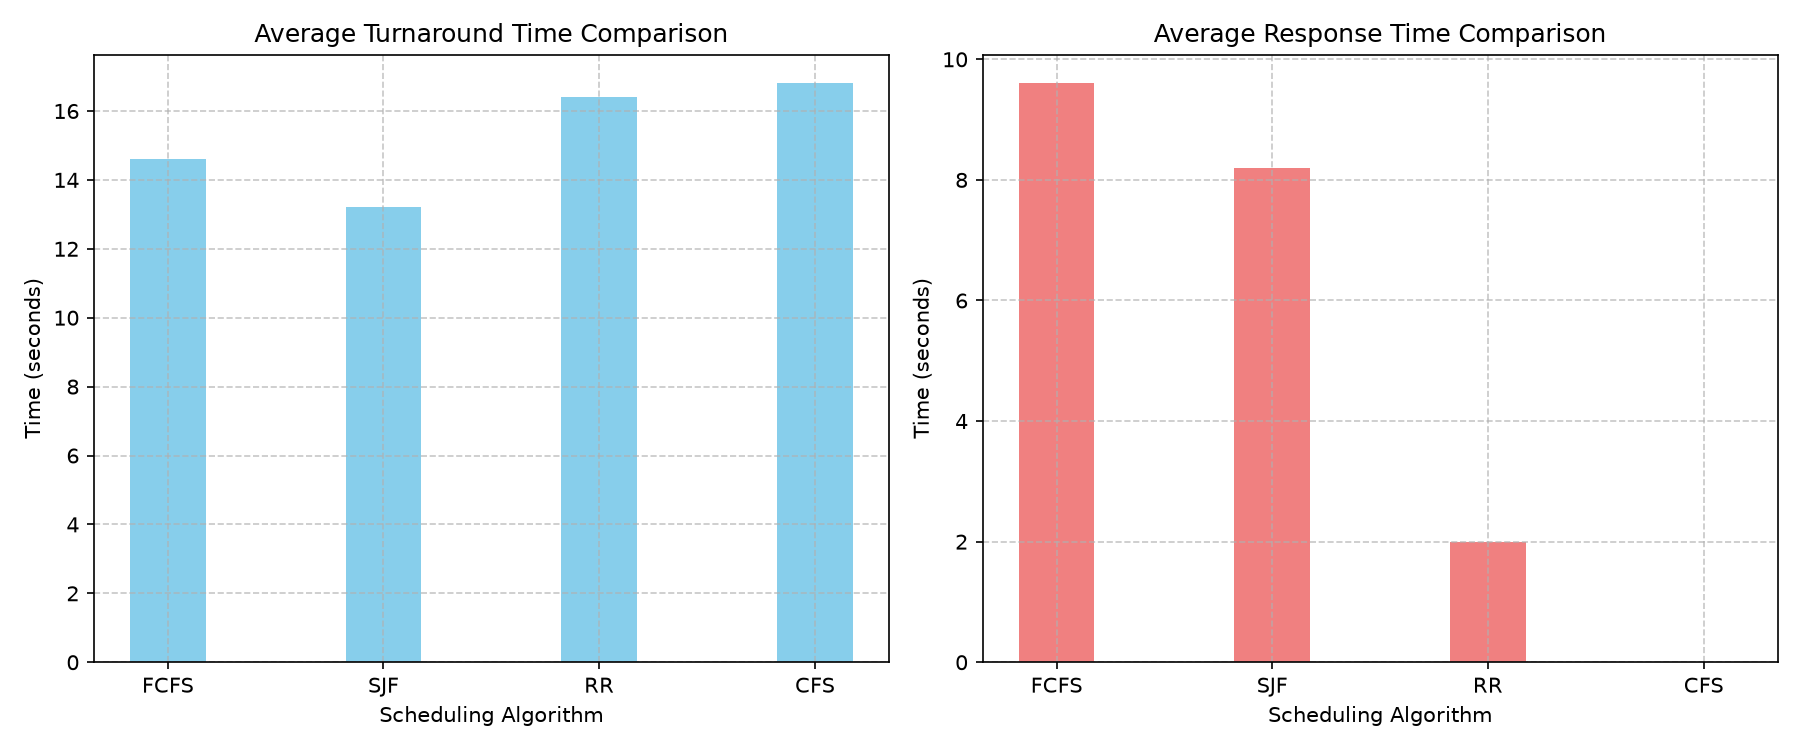 Average Turnaround Time Comparison
Time (seconds)
16
14
12
10
8
6
4
2
0
FCFS SJF RR CFS
Scheduling Algorithm
Average Response Time Comparison
Time (seconds)
10
8
6
4
2
0
FCFS SJF RR CFS
Scheduling Algorithm